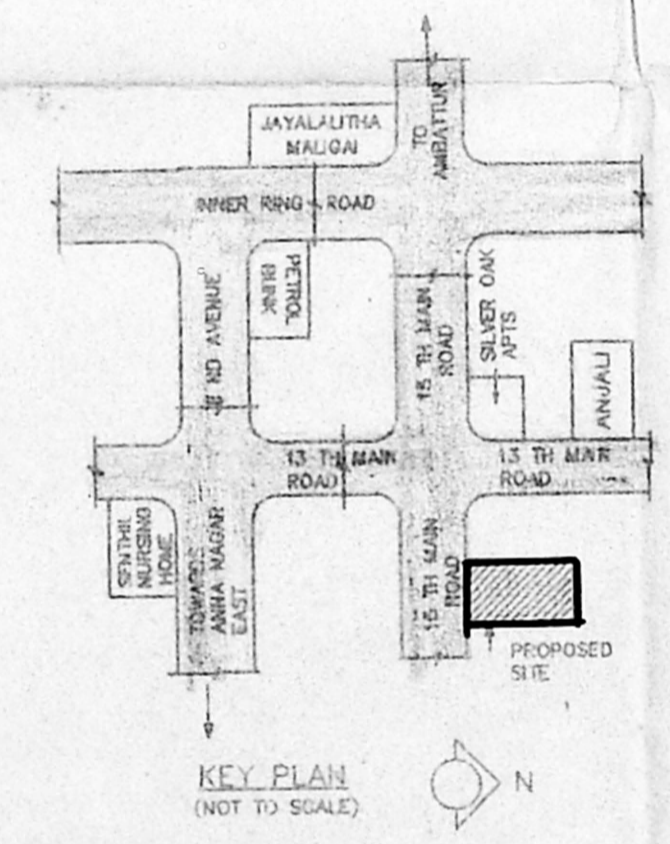 TO
AMBATTUR
JAYALALITHA
MALIGAI
INNER RING ROAD
PETROL
BUNK
RD AVENUE
15 TH MAIN
ROAD
SILVER OAK
APTS
ANJALI
13 TH MAIN
ROAD
13 TH MAIN
ROAD
SENTHIL
NURSING
HOME
TOWARDS
ANNA NAGAR
EAST
15 TH MAIN
ROAD
PROPOSED
SITE
KEY PLAN
(NOT TO SCALE)
N